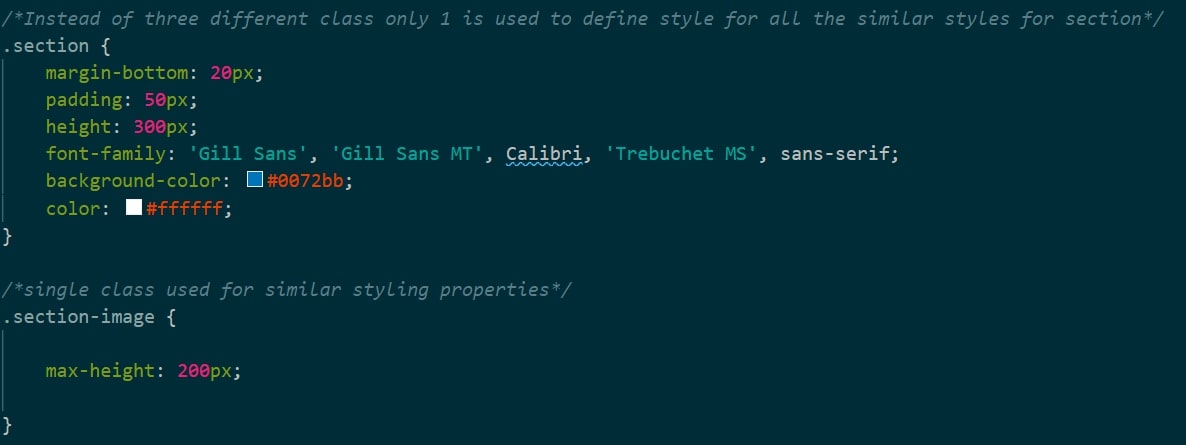 /*Instead of three different class only 1 is used to define style for all the similar styles for section*/
.section {
    margin-bottom: 20px;
    padding: 50px;
    height: 300px;
    font-family: 'Gill Sans', 'Gill Sans MT', Calibri, 'Trebuchet MS', sans-serif;
    background-color: #0072bb;
    color: #ffffff;
}
/*single class used for similar styling properties*/
.section-image {
    max-height: 200px;
}